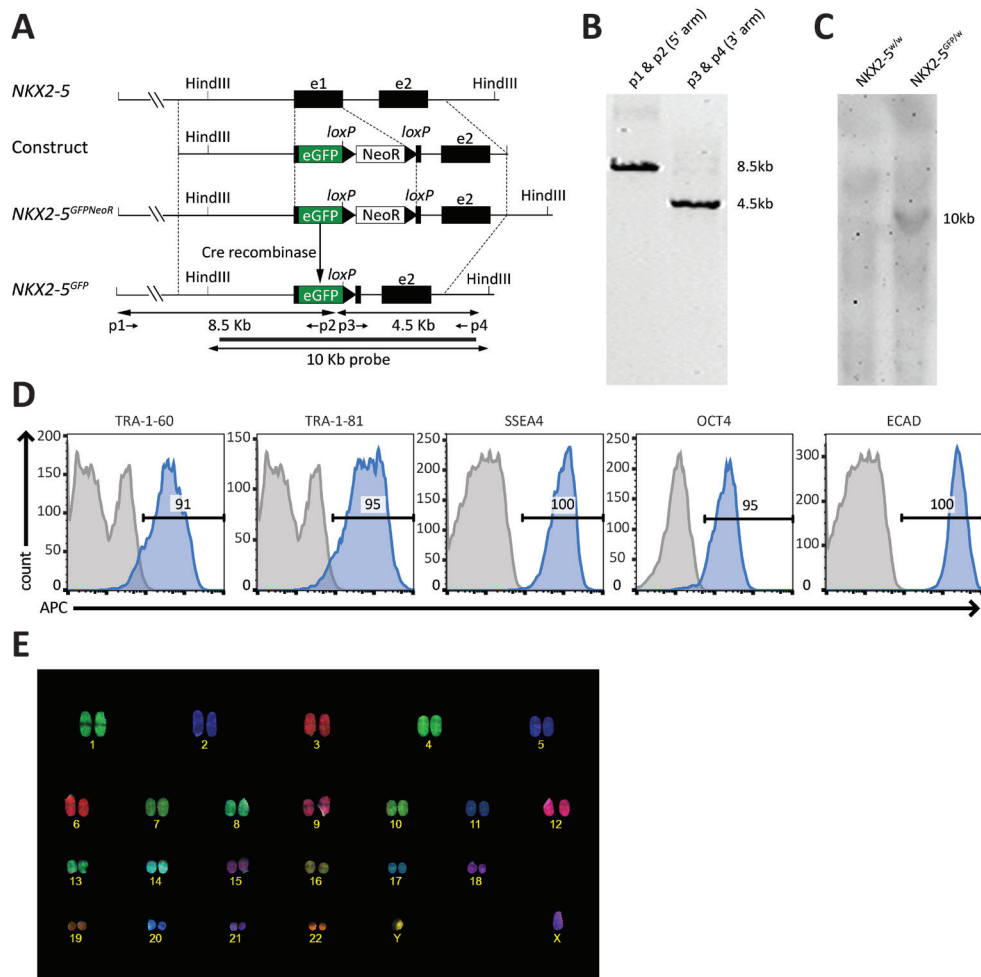 A
HindIII e1 e2 HindIII
NKX2-5
loxP loxP
Construct HindIII eGFP NeoR e2
loxP loxP
NKX2-5GFPNeoR HindIII eGFP NeoR e2 HindIII
Cre recombinase
loxP
NKX2-5GFP HindIII eGFP e2 HindIII
p1 8.5 Kb p2 p3 4.5 Kb p4
10 Kb probe
B
p1 & p2 (5' arm)
p3 & p4 (3' arm)
8.5kb
4.5kb
C
NKX2-5w/w
NKX2-5GFP/w
10kb
D
count
APC
TRA-1-60
200
150
100
50
0
91
TRA-1-81
150
100
50
0
95
SSEA4
250
200
150
100
50
0
100
OCT4
250
200
150
100
50
0
95
ECAD
300
200
100
0
100
E
1 2 3 4 5
6 7 8 9 10 11 12
13 14 15 16 17 18
19 20 21 22 Y X